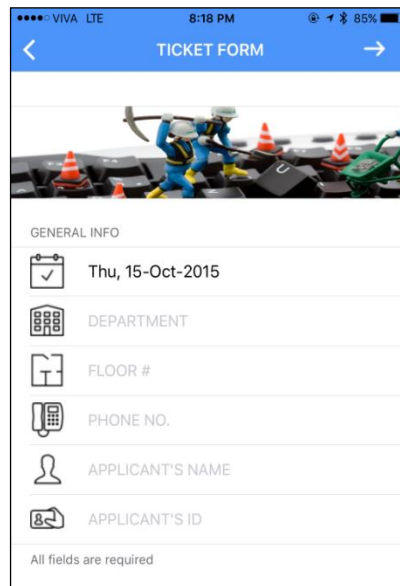 VIVA LTE 8:18 PM 85%
TICKET FORM
U
GENERAL INFO
Thu, 15-Oct-2015
DEPARTMENT
FLOOR #
PHONE NO.
APPLICANT'S NAME
APPLICANT'S ID
All fields are required